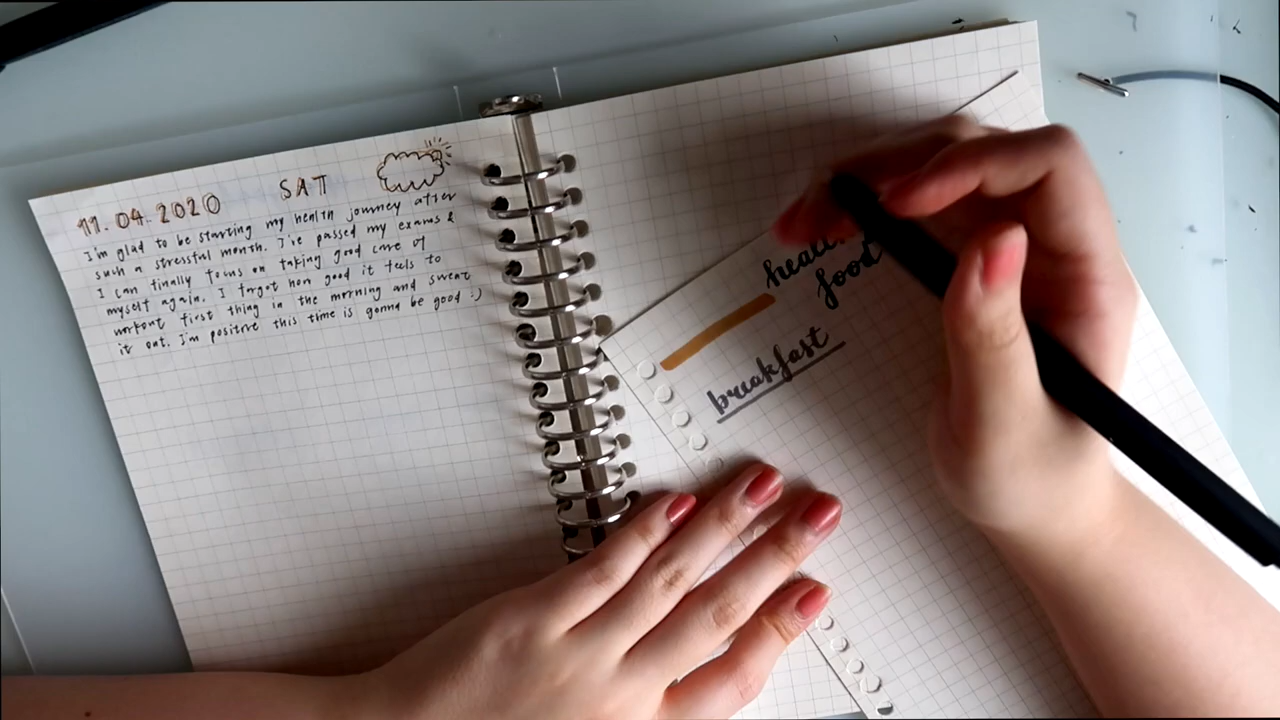 11.04.2020 SAT
I'm glad to be starting my health journey after
such a stressful month. I've passed my exams &
I can finally focus on taking good care of
myself again. I forgot how good it feels to
workout first thing in the morning and sweat
it out. I'm positive this time is gonna be good :)
food
breakfast